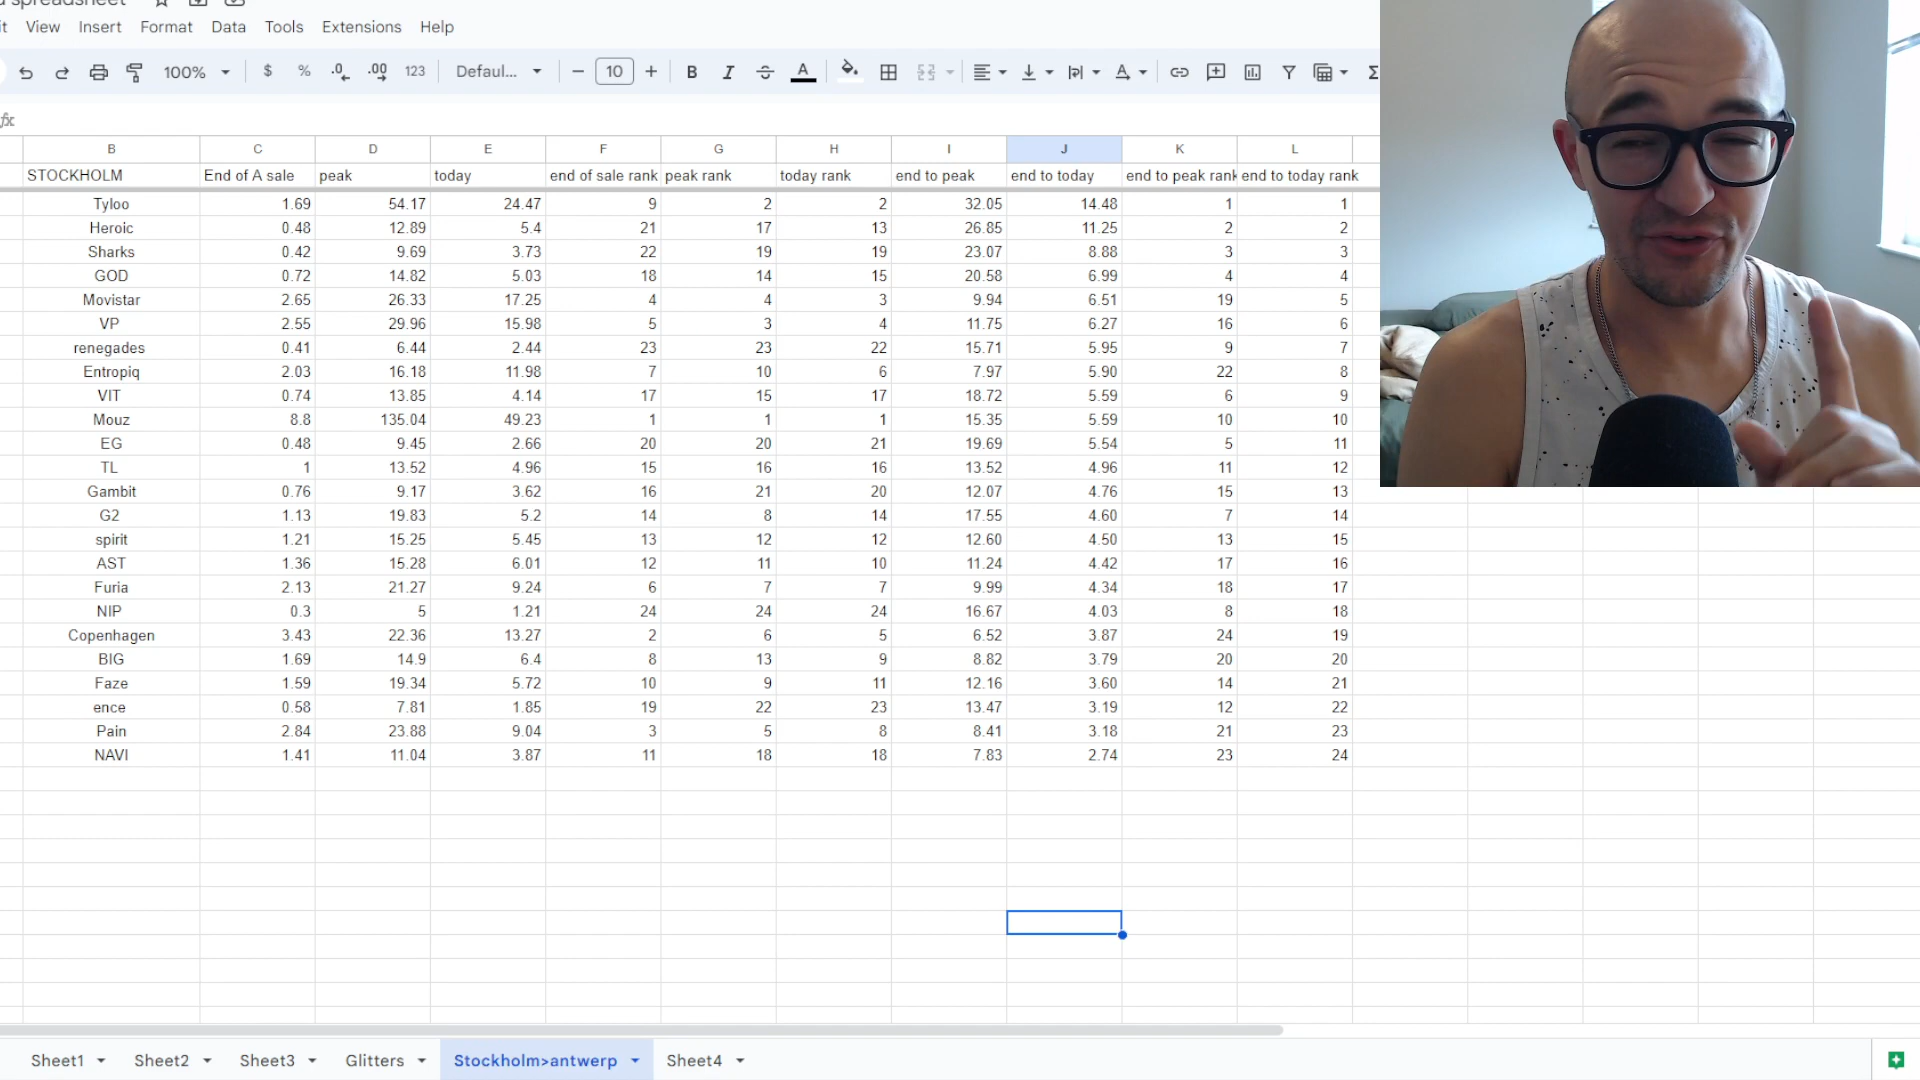 spreadsheet
View Insert Format Data Tools Extensions Help
100% $ % .0 .00 123 Defaul... − 10 + B I A Σ
fx
B C D E F G H I J K L
STOCKHOLM End of A sale peak today end of sale rank peak rank today rank end to peak end to today end to peak rank end to today rank
Tyloo 1.69 54.17 24.47 9 2 2 32.05 14.48 1 1
Heroic 0.48 12.89 5.4 21 17 13 26.85 11.25 2 2
Sharks 0.42 9.69 3.73 22 19 19 23.07 8.88 3 3
GOD 0.72 14.82 5.03 18 14 15 20.58 6.99 4 4
Movistar 2.65 26.33 17.25 4 4 3 9.94 6.51 19 5
VP 2.55 29.96 15.98 5 3 4 11.75 6.27 16 6
renegades 0.41 6.44 2.44 23 23 22 15.71 5.95 9 7
Entropiq 2.03 16.18 11.98 7 10 6 7.97 5.90 22 8
VIT 0.74 13.85 4.14 17 15 17 18.72 5.59 6 9
Mouz 8.8 135.04 49.23 1 1 1 15.35 5.59 10 10
EG 0.48 9.45 2.66 20 20 21 19.69 5.54 5 11
TL 1 13.52 4.96 15 16 16 13.52 4.96 11 12
Gambit 0.76 9.17 3.62 16 21 20 12.07 4.76 15 13
G2 1.13 19.83 5.2 14 8 14 17.55 4.60 7 14
spirit 1.21 15.25 5.45 13 12 12 12.60 4.50 13 15
AST 1.36 15.28 6.01 12 11 10 11.24 4.42 17 16
Furia 2.13 21.27 9.24 6 7 7 9.99 4.34 18 17
NIP 0.3 5 1.21 24 24 24 16.67 4.03 8 18
Copenhagen 3.43 22.36 13.27 2 6 5 6.52 3.87 24 19
BIG 1.69 14.9 6.4 8 13 9 8.82 3.79 20 20
Faze 1.59 19.34 5.72 10 9 11 12.16 3.60 14 21
ence 0.58 7.81 1.85 19 22 23 13.47 3.19 12 22
Pain 2.84 23.88 9.04 3 5 8 8.41 3.18 21 23
NAVI 1.41 11.04 3.87 11 18 18 7.83 2.74 23 24
Sheet1 Sheet2 Sheet3 Glitters Stockholm>antwerp Sheet4